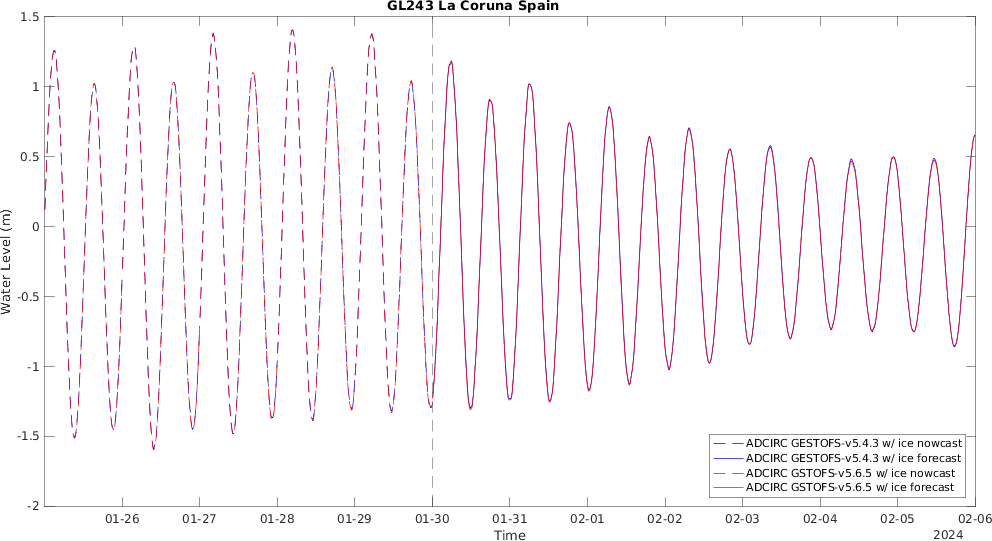 GL243 La Coruna Spain
1.5
1
0.5
0
-0.5
-1
-1.5
-2
Water Level (m)
ADCIRC GESTOFS-v5.4.3 w/ ice nowcast
ADCIRC GESTOFS-v5.4.3 w/ ice forecast
ADCIRC GSTOFS-v5.6.5 w/ ice nowcast
ADCIRC GSTOFS-v5.6.5 w/ ice forecast
01-26 01-27 01-28 01-29 01-30 01-31 02-01 02-02 02-03 02-04 02-05 02-06
Time
2024